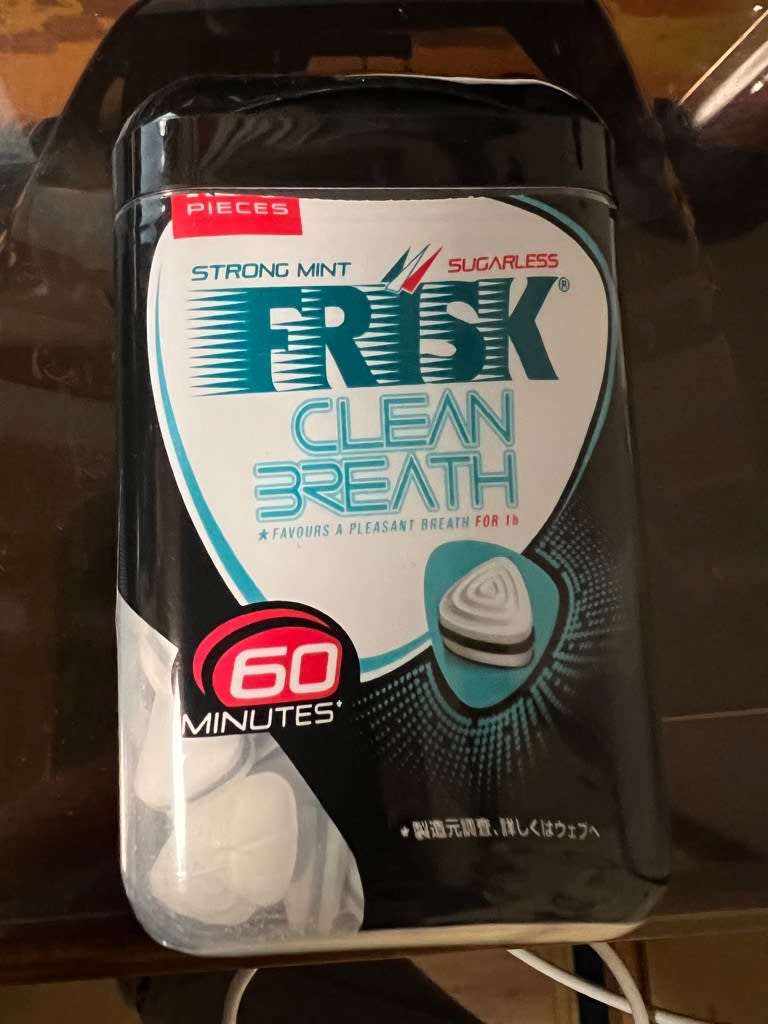 PIECES
STRONG MINT SUGARLESS
FRISK®
CLEAN
BREATH
*FAVOURS A PLEASANT BREATH FOR 1h
60
MINUTES*
*製造元調査、詳しくはウェブへ